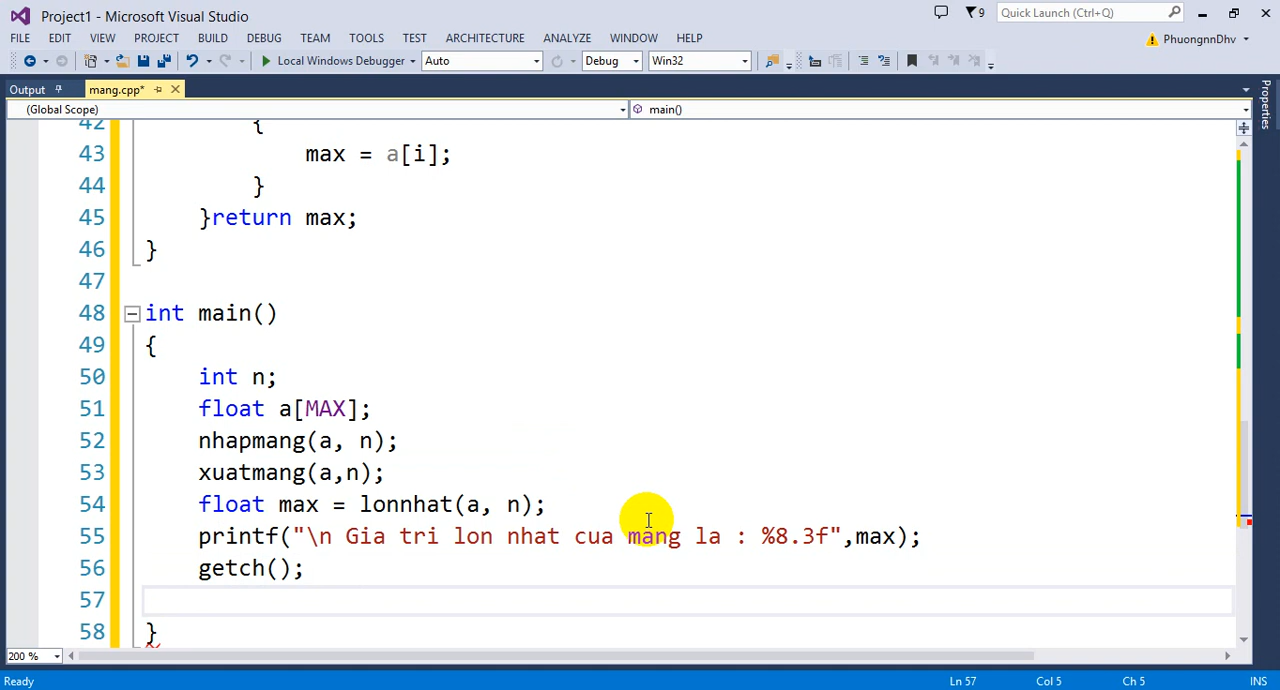 Project1 - Microsoft Visual Studio
9
Quick Launch (Ctrl+Q)
FILE EDIT VIEW PROJECT BUILD DEBUG TEAM TOOLS TEST ARCHITECTURE ANALYZE WINDOW HELP
PhuongnnDhv
Local Windows Debugger Auto Debug Win32
Output mang.cpp*
Properties
(Global Scope) main()
42 {
43 max = a[i];
44 }
45 }return max;
46 }
47
48 int main()
49 {
50 int n;
51 float a[MAX];
52 nhapmang(a, n);
53 xuatmang(a,n);
54 float max = lonnhat(a, n);
55 printf("\n Gia tri lon nhat cua mang la : %8.3f",max);
56 getch();
57
58 }
200 %
Ready Ln 57 Col 5 Ch 5 INS